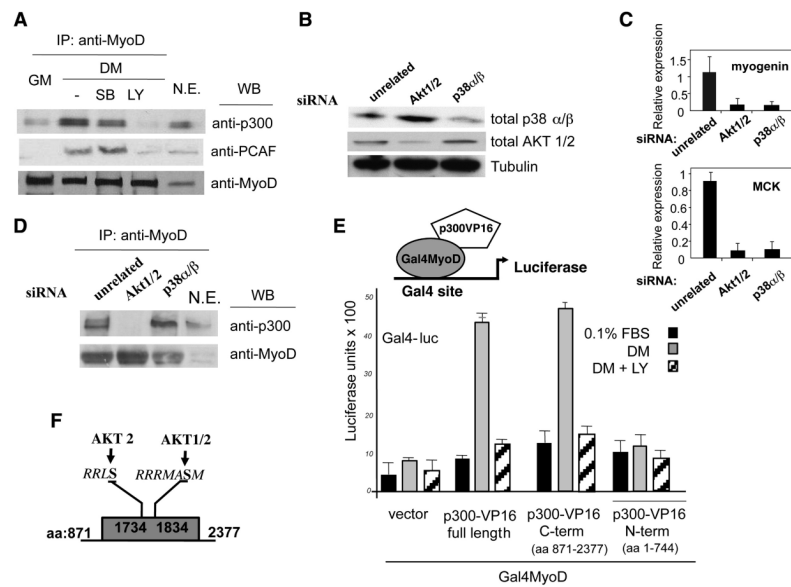 A
IP: anti-MyoD
GM
DM
N.E.
WB
- SB LY
anti-p300
anti-PCAF
anti-MyoD
B
siRNA
unrelated
Akt1/2
p38α/β
total p38 α/β
total AKT 1/2
Tubulin
C
Relative expression
1.5
1
0.5
0
myogenin
siRNA:
unrelated
Akt1/2
p38α/β
Relative expression
1
0.8
0.6
0.4
0.2
0
MCK
siRNA:
unrelated
Akt1/2
p38α/β
D
IP: anti-MyoD
siRNA
unrelated
Akt1/2
p38α/β
N.E.
WB
anti-p300
anti-MyoD
E
p300VP16
Gal4MyoD
Luciferase
Gal4 site
Luciferase units x 100
50
40
30
20
10
0
Gal4-luc
0.1% FBS
DM
DM + LY
vector
p300-VP16
full length
p300-VP16
C-term
(aa 871-2377)
p300-VP16
N-term
(aa 1-744)
Gal4MyoD
F
AKT 2
AKT1/2
RRLS
RRRMASM
aa:871
1734
1834
2377